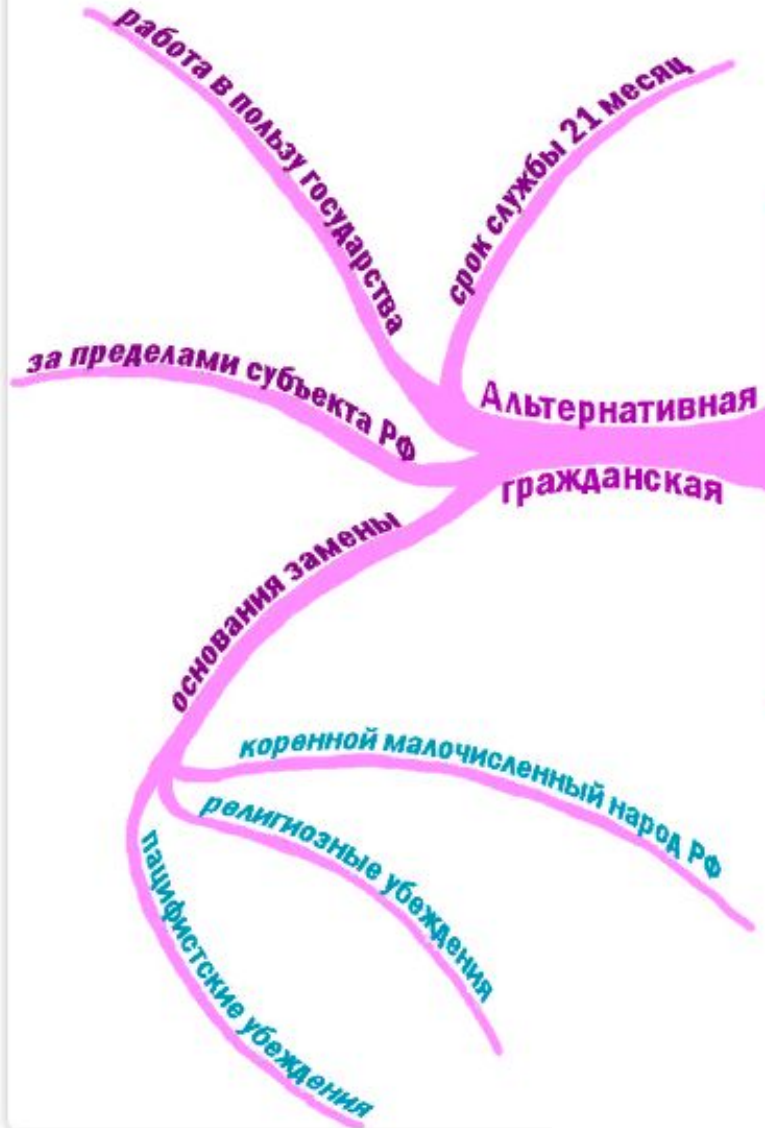 работа в пользу государства
срок службы 21 месяц
за пределами субъекта РФ
Альтернативная
гражданская
основания замены
коренной малочисленный народ РФ
религиозные убеждения
пацифистские убеждения